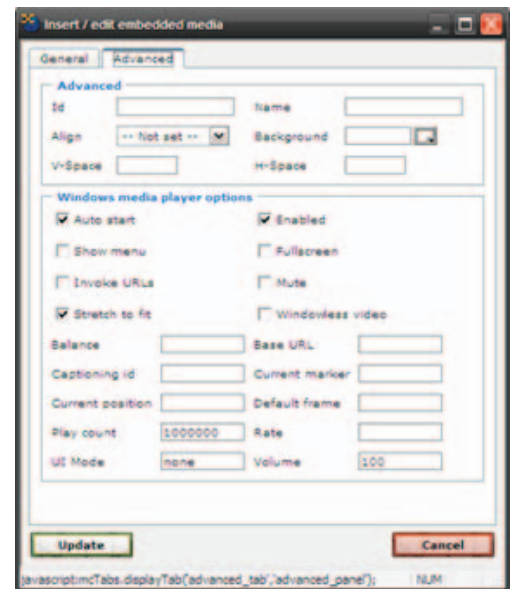 Insert / edit embedded media
General Advanced
Advanced
Id Name
Align -- Not set -- Background
V-Space H-Space
Windows media player options
Auto start Enabled
Show menu Fullscreen
Invoke URLs Mute
Stretch to fit Windowless video
Balance Base URL
Captioning id Current marker
Current position Default frame
Play count 1000000 Rate
UI Mode none Volume 100
Update Cancel
javascript:mcTabs.displayTab('advanced_tab','advanced_panel'); NUM